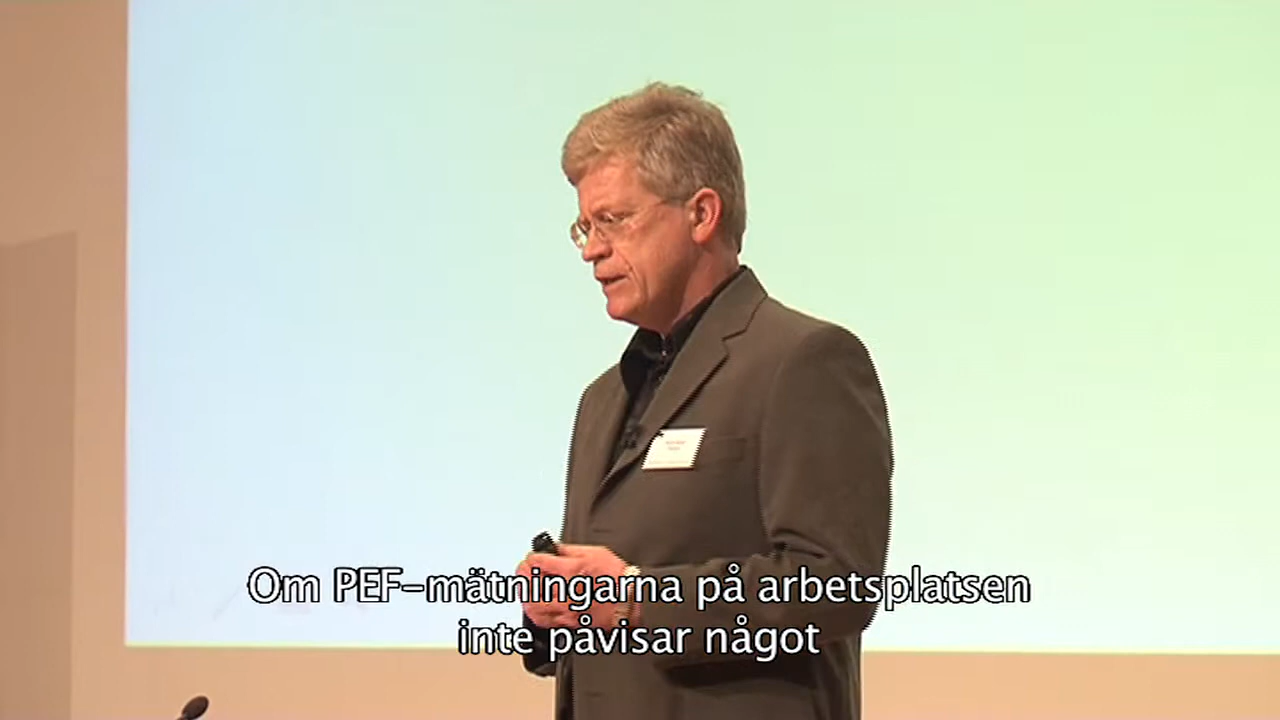 Om PEF-mätningarna på arbetsplatsen
inte påvisar något